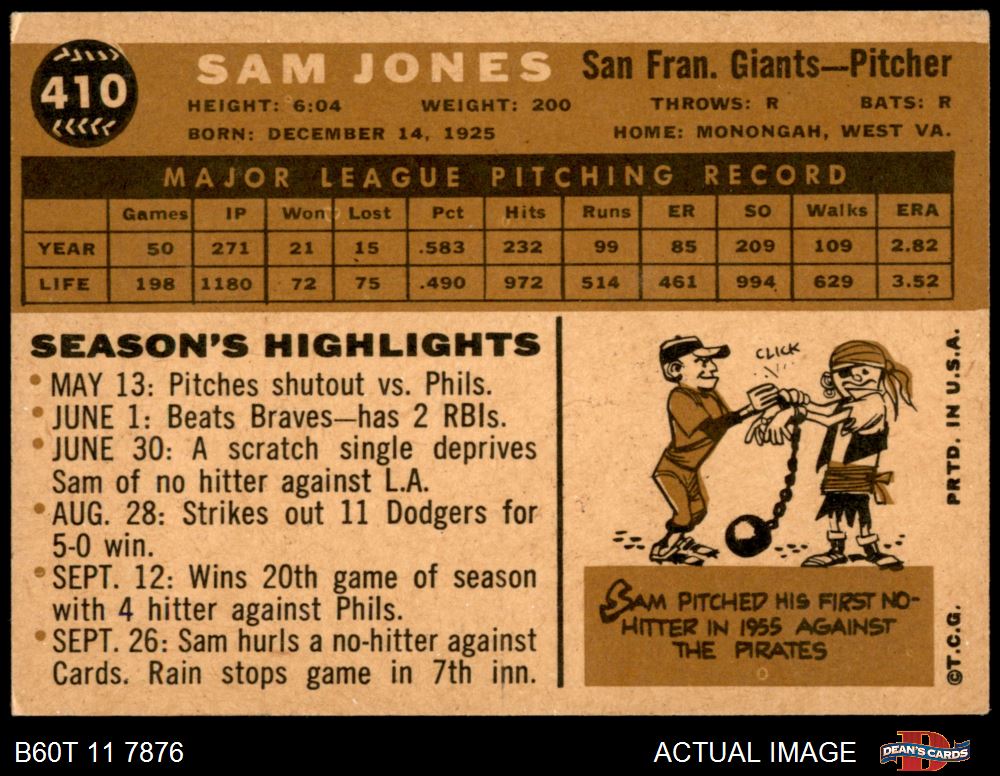 410
SAM JONES San Fran. Giants—Pitcher
HEIGHT: 6:04 WEIGHT: 200 THROWS: R BATS: R
BORN: DECEMBER 14, 1925 HOME: MONONGAH, WEST VA.
MAJOR LEAGUE PITCHING RECORD
Games IP Won Lost Pct Hits Runs ER SO Walks ERA
YEAR 50 271 21 15 .583 232 99 85 209 109 2.82
LIFE 198 1180 72 75 .490 972 514 461 994 629 3.52
SEASON'S HIGHLIGHTS
• MAY 13: Pitches shutout vs. Phils.
• JUNE 1: Beats Braves—has 2 RBIs.
• JUNE 30: A scratch single deprives
Sam of no hitter against L.A.
• AUG. 28: Strikes out 11 Dodgers for
5-0 win.
• SEPT. 12: Wins 20th game of season
with 4 hitter against Phils.
• SEPT. 26: Sam hurls a no-hitter against
Cards. Rain stops game in 7th inn.
CLICK
SAM PITCHED HIS FIRST NO-
HITTER IN 1955 AGAINST
THE PIRATES
©T.C.G. PRTD. IN U.S.A.
B60T 11 7876 ACTUAL IMAGE DEAN'S CARDS